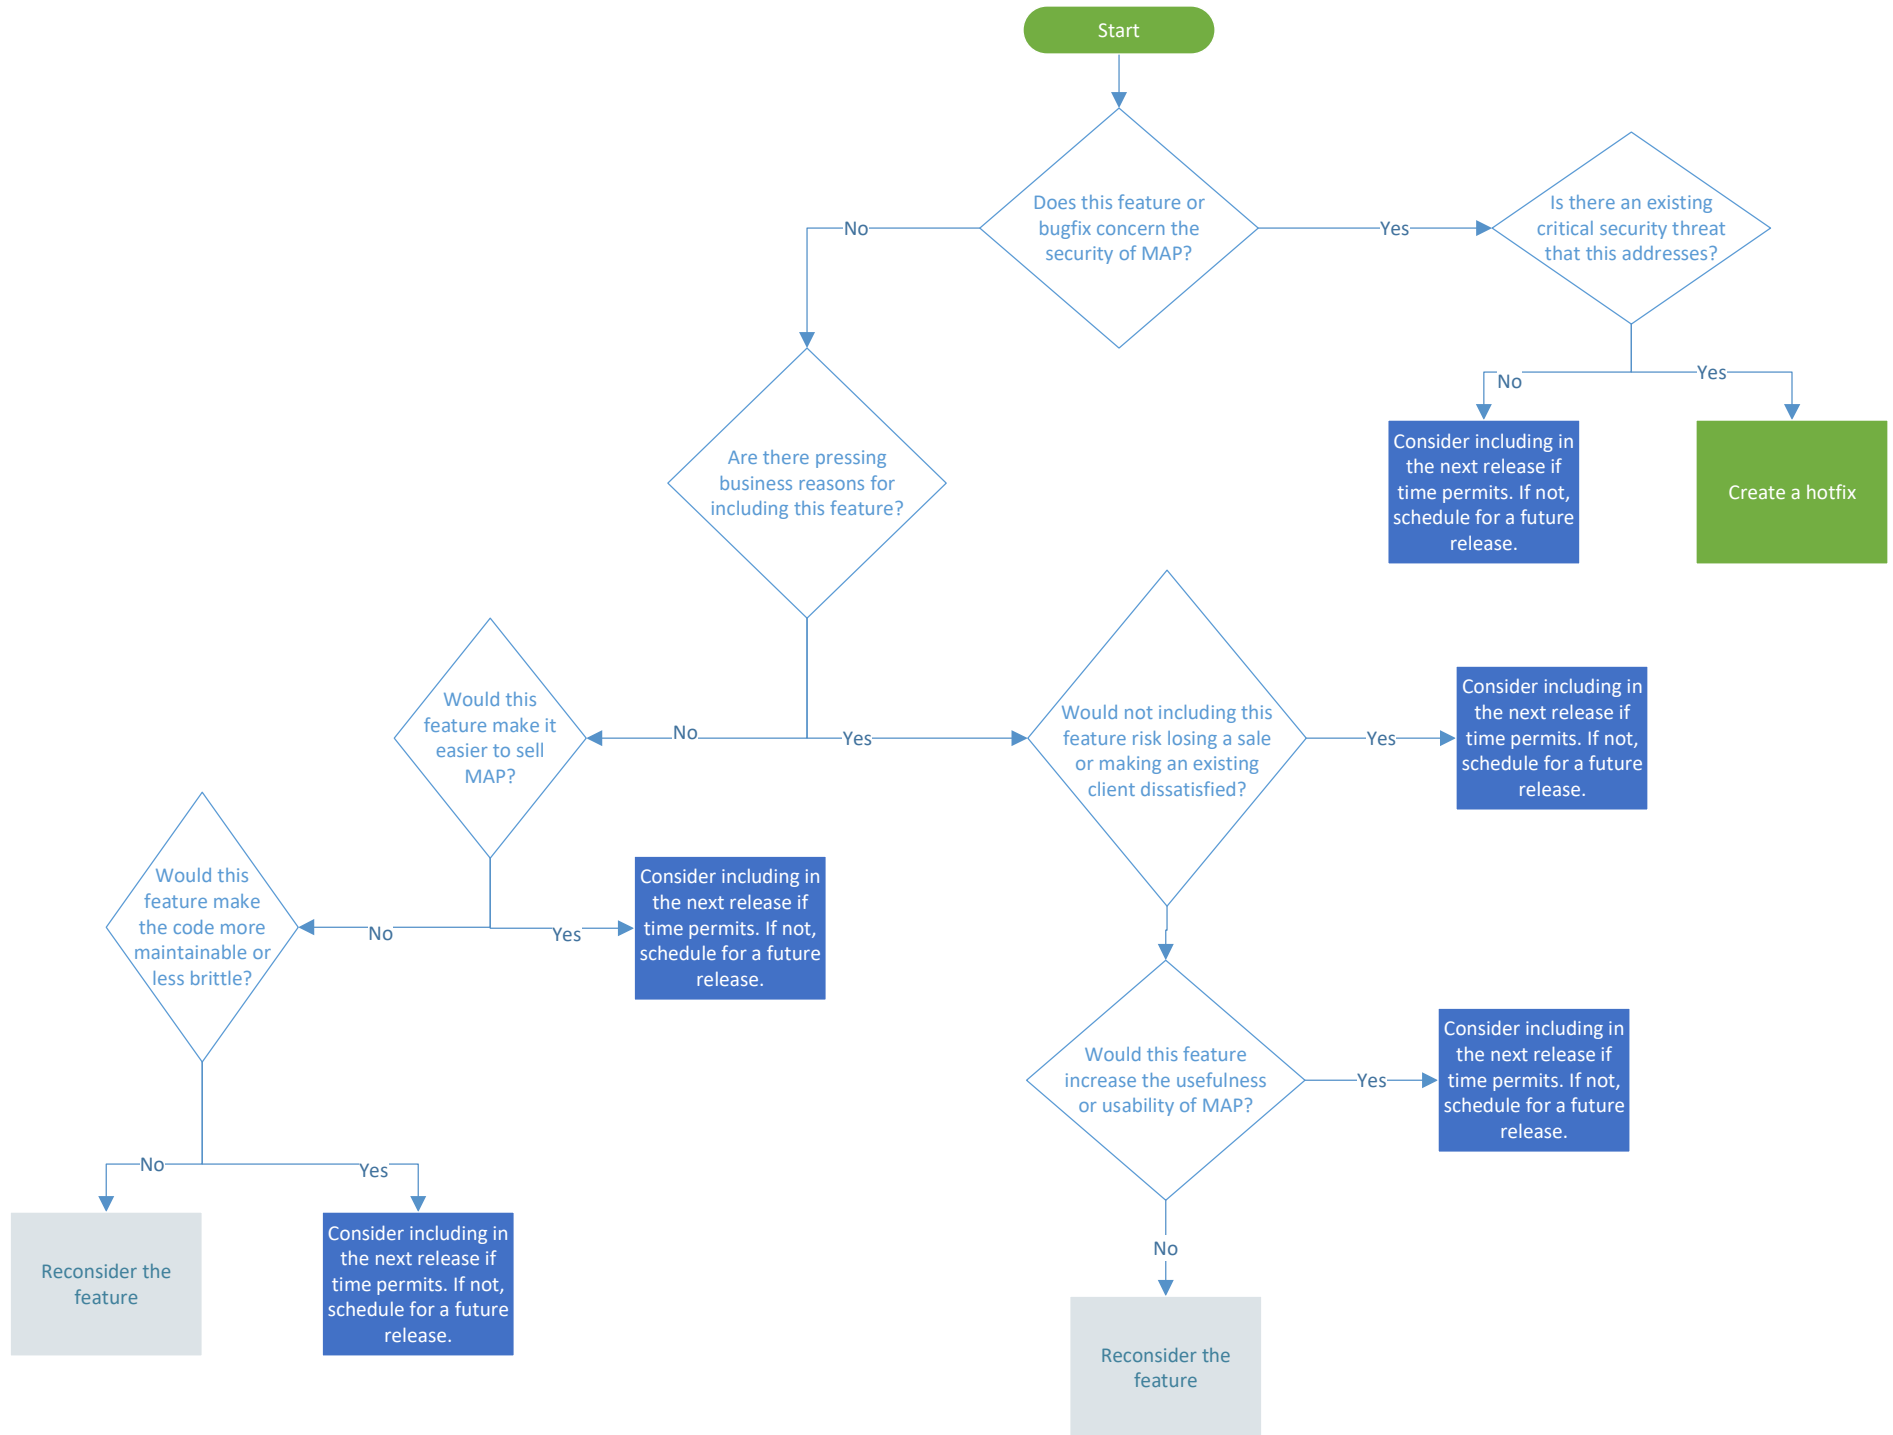 Start
Does this feature or
bugfix concern the
security of MAP?
No
Yes
Is there an existing
critical security threat
that this addresses?
No
Yes
Consider including in
the next release if
time permits. If not,
schedule for a future
release.
Create a hotfix
Are there pressing
business reasons for
including this feature?
No
Yes
Would this
feature make it
easier to sell
MAP?
Would not including this
feature risk losing a sale
or making an existing
client dissatisfied?
Yes
Consider including in
the next release if
time permits. If not,
schedule for a future
release.
No
Yes
Would this
feature make
the code more
maintainable or
less brittle?
Consider including in
the next release if
time permits. If not,
schedule for a future
release.
Would this feature
increase the usefulness
or usability of MAP?
Yes
Consider including in
the next release if
time permits. If not,
schedule for a future
release.
No
Yes
Reconsider the
feature
Consider including in
the next release if
time permits. If not,
schedule for a future
release.
No
Reconsider the
feature